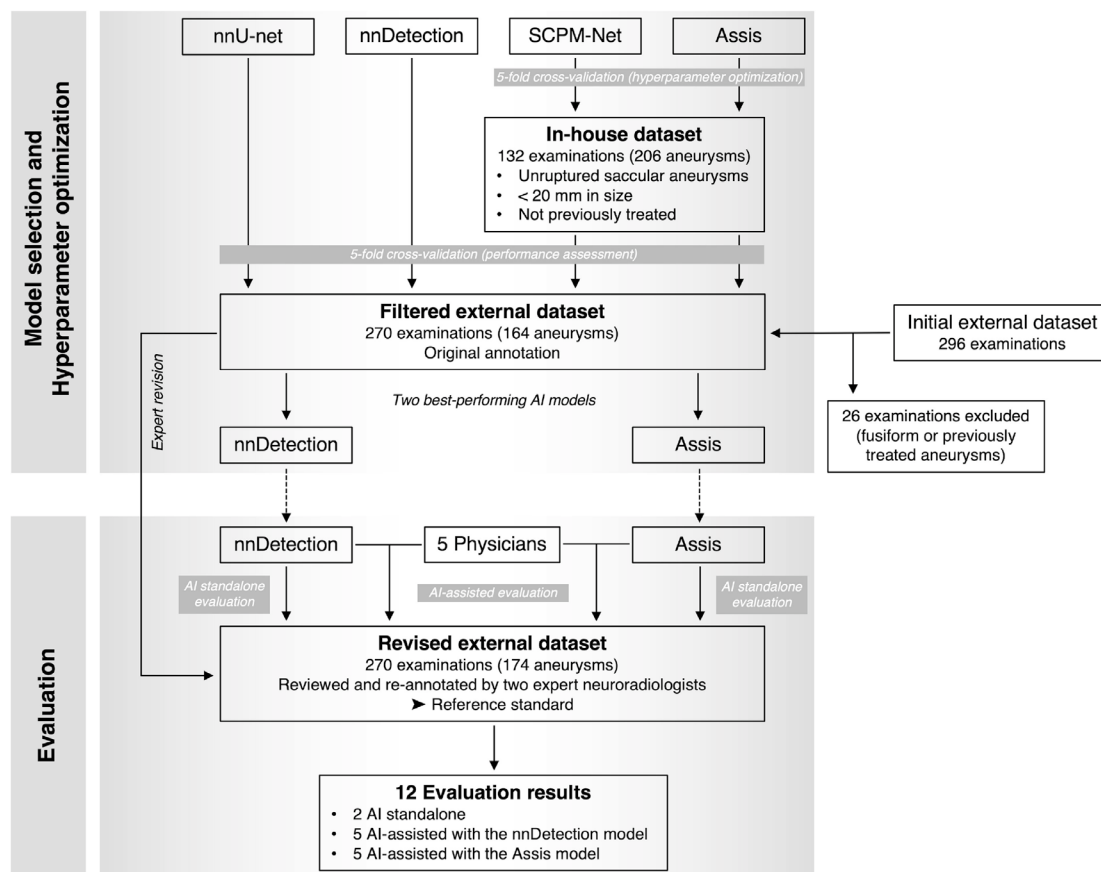 Model selection and
Hyperparameter optimization
nnU-net
nnDetection
SCPM-Net
Assis
5-fold cross-validation (hyperparameter optimization)
In-house dataset
132 examinations (206 aneurysms)
• Unruptured saccular aneurysms
• < 20 mm in size
• Not previously treated
5-fold cross-validation (performance assessment)
Filtered external dataset
270 examinations (164 aneurysms)
Original annotation
Initial external dataset
296 examinations
26 examinations excluded
(fusiform or previously
treated aneurysms)
Expert revision
Two best-performing AI models
nnDetection
Assis
Evaluation
nnDetection
5 Physicians
Assis
AI standalone
evaluation
AI-assisted evaluation
AI standalone
evaluation
Revised external dataset
270 examinations (174 aneurysms)
Reviewed and re-annotated by two expert neuroradiologists
➤ Reference standard
12 Evaluation results
• 2 AI standalone
• 5 AI-assisted with the nnDetection model
• 5 AI-assisted with the Assis model